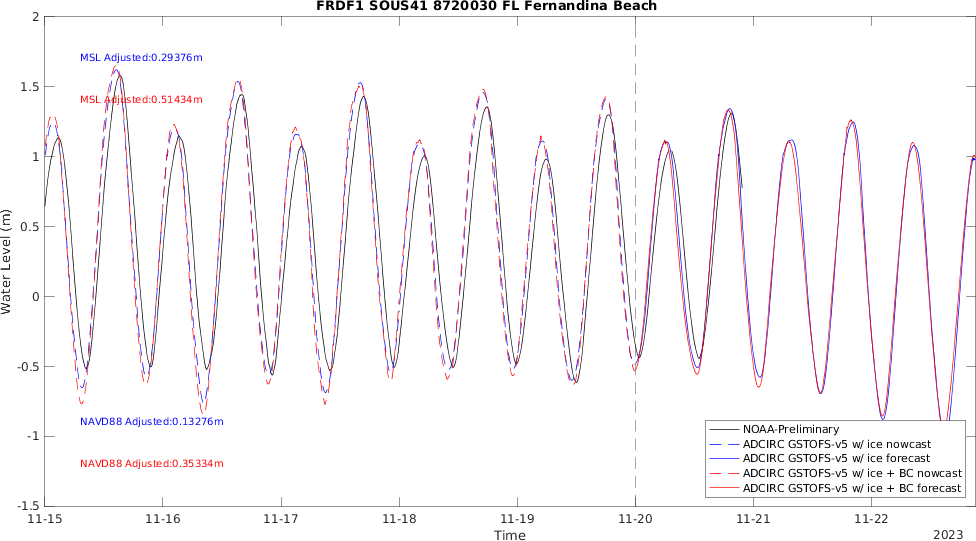 FRDF1 SOUS41 8720030 FL Fernandina Beach
2
MSL Adjusted:0.29376m
1.5
MSL Adjusted:0.51434m
1
0.5
Water Level (m)
0
-0.5
NAVD88 Adjusted:0.13276m
-1
NAVD88 Adjusted:0.35334m
-1.5
NOAA-Preliminary
ADCIRC GSTOFS-v5 w/ ice nowcast
ADCIRC GSTOFS-v5 w/ ice forecast
ADCIRC GSTOFS-v5 w/ ice + BC nowcast
ADCIRC GSTOFS-v5 w/ ice + BC forecast
11-15 11-16 11-17 11-18 11-19 11-20 11-21 11-22
Time
2023